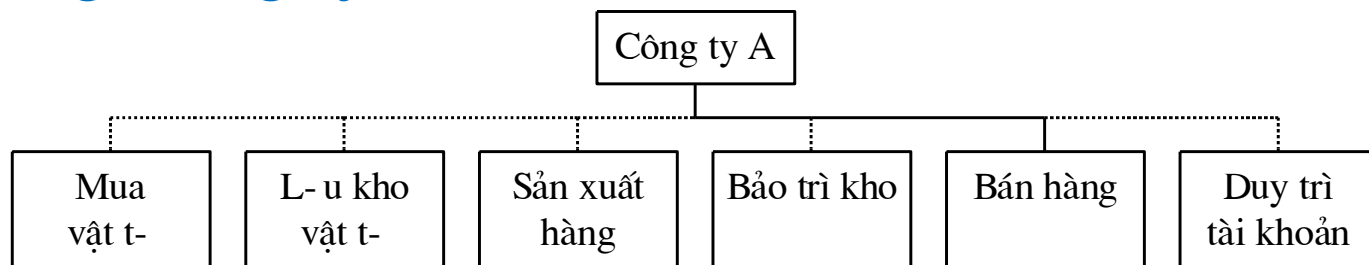 Công ty A
Mua
vật t-
L- u kho
vật t-
Sản xuất
hàng
Bảo trì kho
Bán hàng
Duy trì
tài khoản